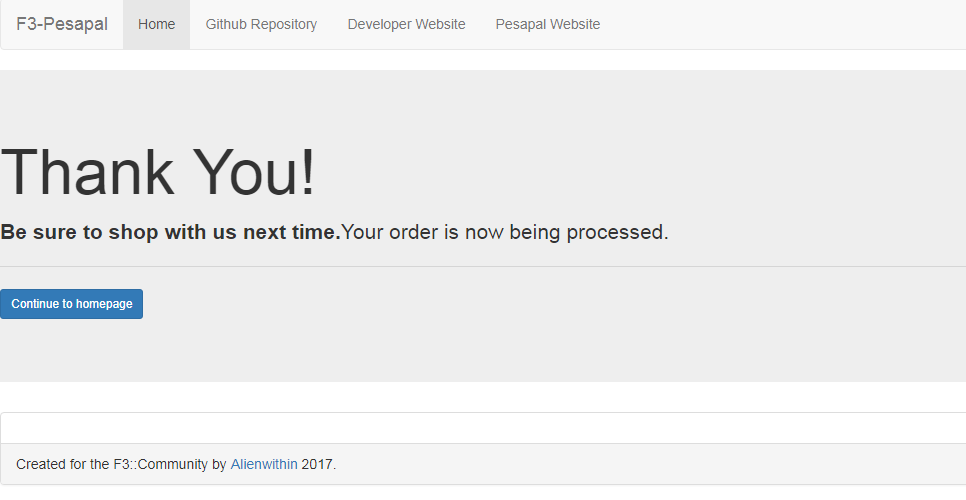 F3-Pesapal Home Github Repository Developer Website Pesapal Website
Thank You!
Be sure to shop with us next time.Your order is now being processed.
Continue to homepage
Created for the F3::Community by Alienwithin 2017.